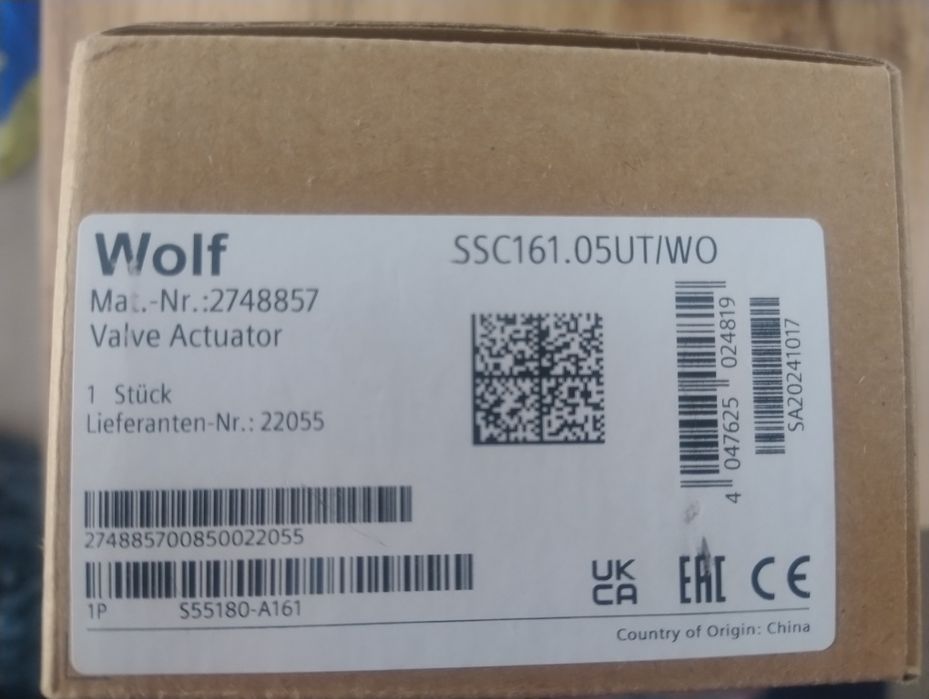 Wolf
SSC161.05UT/WO
Mat.-Nr.:2748857
Valve Actuator
1 Stück
Lieferanten-Nr.: 22055
4 047625 024819
SA20241017
274885700850022055
1P S55180-A161
UK
CA
EAC
CE
Country of Origin: China